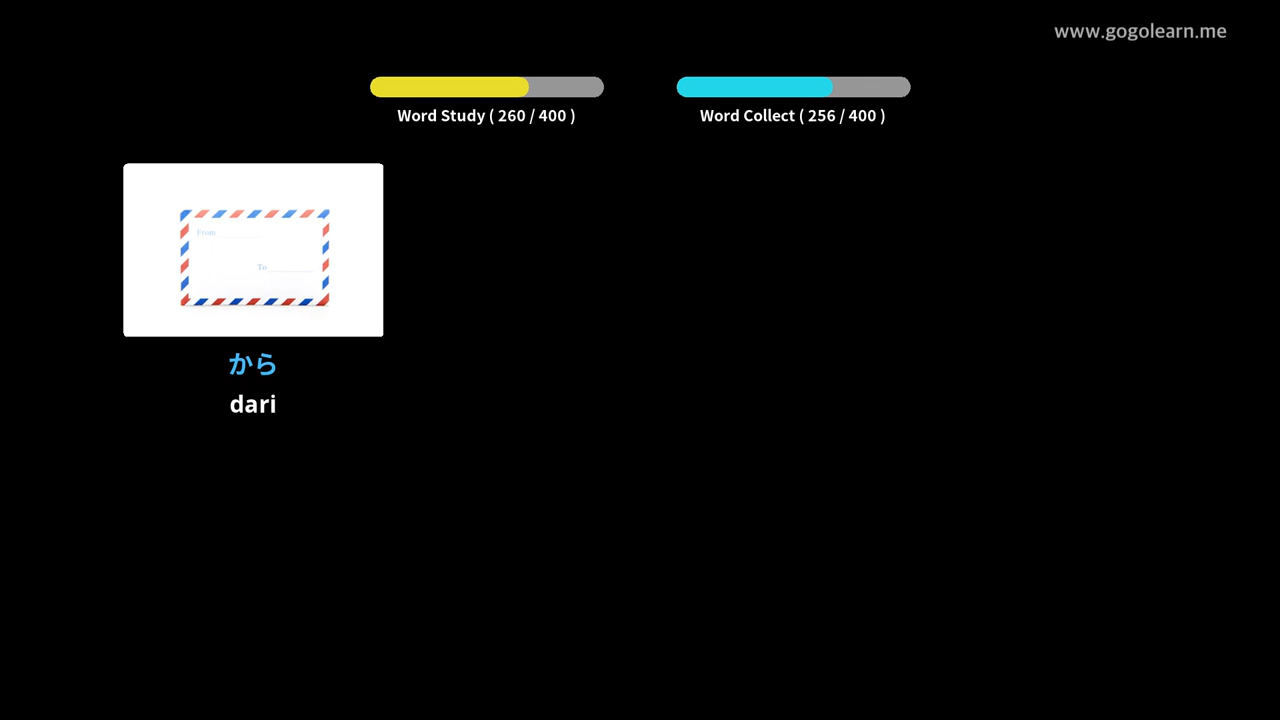 www.gogolearn.me
Word Study ( 260 / 400 )
Word Collect ( 256 / 400 )
From
To
から
dari